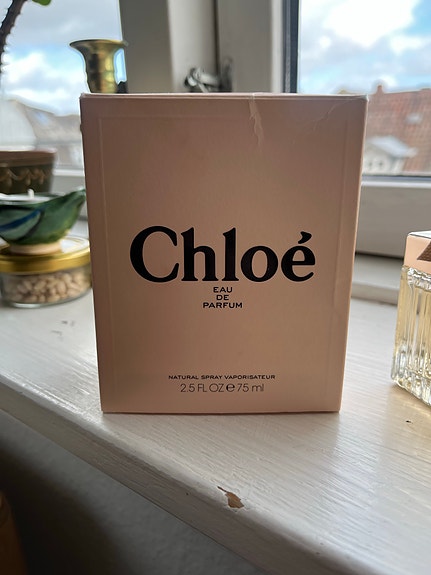 Chloé
EAU
DE
PARFUM
NATURAL SPRAY VAPORISATEUR
2.5 FL OZ ℮ 75 ml